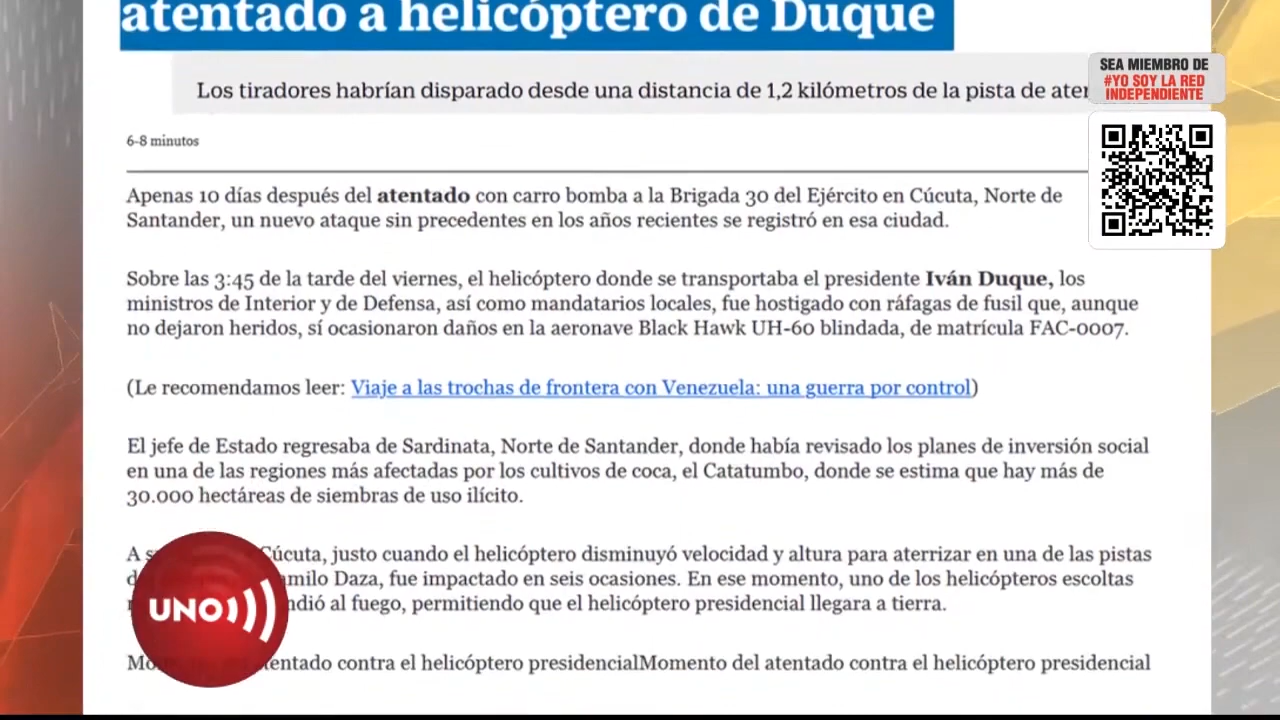 atentado a helicóptero de Duque
Los tiradores habrían disparado desde una distancia de 1,2 kilómetros de la pista de
SEA MIEMBRO DE
#YO SOY LA RED
INDEPENDIENTE
6-8 minutos
Apenas 10 días después del atentado con carro bomba a la Brigada 30 del Ejército en Cúcuta, Norte de
Santander, un nuevo ataque sin precedentes en los años recientes se registró en esa ciudad.
Sobre las 3:45 de la tarde del viernes, el helicóptero donde se transportaba el presidente Iván Duque, los
ministros de Interior y de Defensa, así como mandatarios locales, fue hostigado con ráfagas de fusil que, aunque
no dejaron heridos, sí ocasionaron daños en la aeronave Black Hawk UH-60 blindada, de matrícula FAC-0007.
(Le recomendamos leer: Viaje a las trochas de frontera con Venezuela: una guerra por control)
El jefe de Estado regresaba de Sardinata, Norte de Santander, donde había revisado los planes de inversión social
en una de las regiones más afectadas por los cultivos de coca, el Catatumbo, donde se estima que hay más de
30.000 hectáreas de siembras de uso ilícito.
A Cúcuta, justo cuando el helicóptero disminuyó velocidad y altura para aterrizar en una de las pistas
Daza, fue impactado en seis ocasiones. En ese momento, uno de los helicópteros escoltas
al fuego, permitiendo que el helicóptero presidencial llegara a tierra.
UNO
contra el helicóptero presidencialMomento del atentado contra el helicóptero presidencial